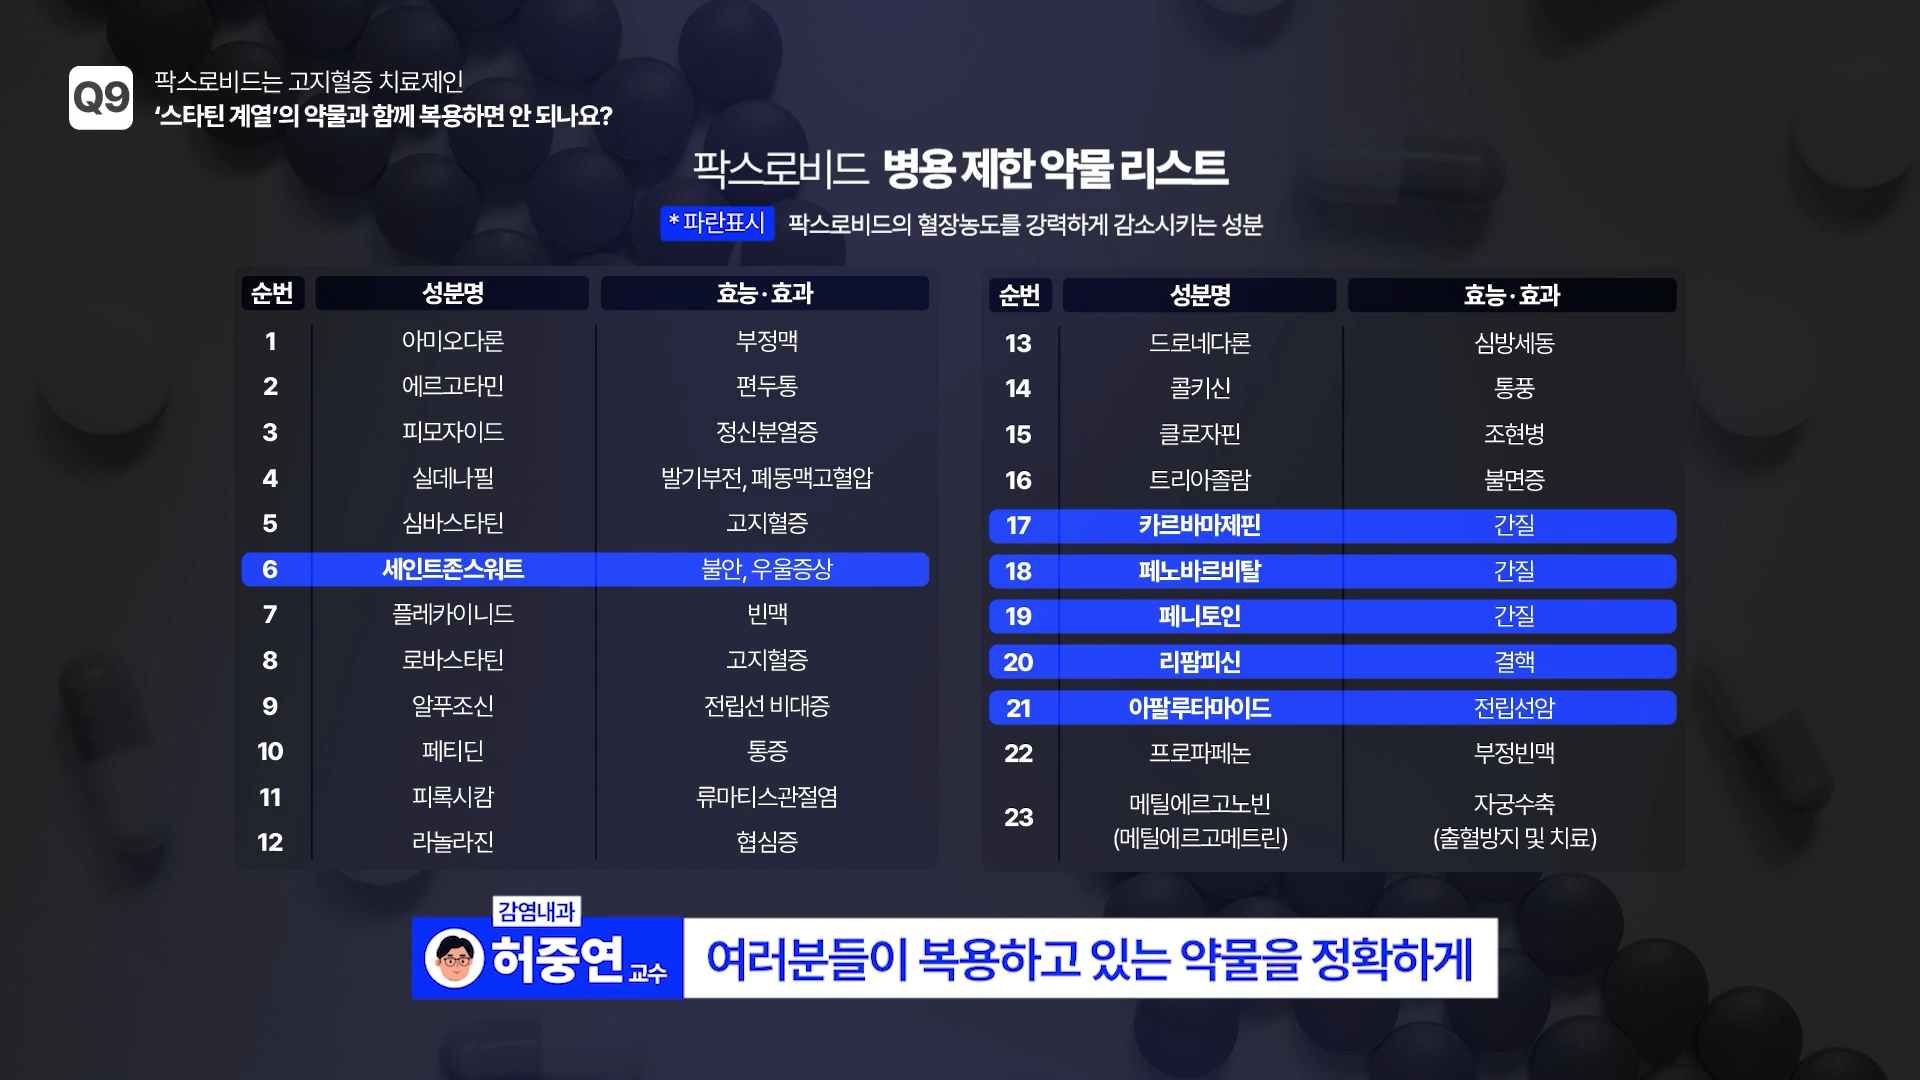 Q9
팍스로비드는 고지혈증 치료제인
‘스타틴 계열’의 약물과 함께 복용하면 안 되나요?
팍스로비드 병용 제한 약물 리스트
* 파란표시 팍스로비드의 혈장농도를 강력하게 감소시키는 성분
순번 성분명 효능·효과
1 아미오다론 부정맥
2 에르고타민 편두통
3 피모자이드 정신분열증
4 실데나필 발기부전, 폐동맥고혈압
5 심바스타틴 고지혈증
6 세인트존스워트 불안, 우울증상
7 플레카이니드 빈맥
8 로바스타틴 고지혈증
9 알푸조신 전립선 비대증
10 페티딘 통증
11 피록시캄 류마티스관절염
12 라놀라진 협심증
순번 성분명 효능·효과
13 드로네다론 심방세동
14 콜키신 통풍
15 클로자핀 조현병
16 트리아졸람 불면증
17 카르바마제핀 간질
18 페노바르비탈 간질
19 페니토인 간질
20 리팜피신 결핵
21 아팔루타마이드 전립선암
22 프로파페논 부정빈맥
23 메틸에르고노빈 자궁수축
(메틸에르고메트린) (출혈방지 및 치료)
감염내과
허중연 교수
여러분들이 복용하고 있는 약물을 정확하게